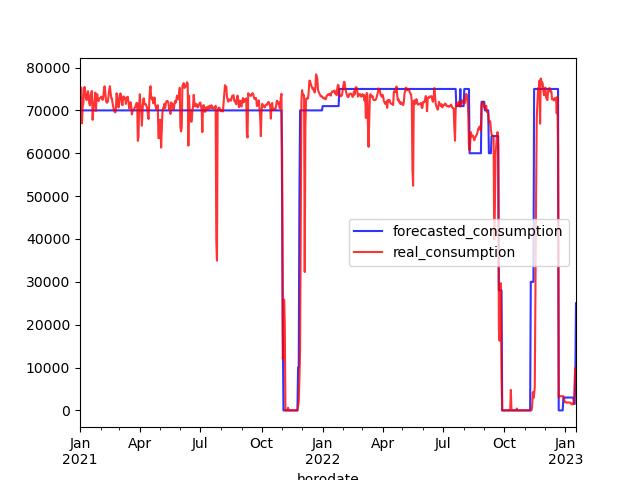 80000
70000
60000
50000
40000
30000
20000
10000
0
forecasted_consumption
real_consumption
Jan Apr Jul Oct Jan Apr Jul Oct Jan
2021 2022 2023
horodate